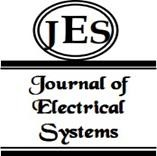 JES
Journal of
Electrical
Systems